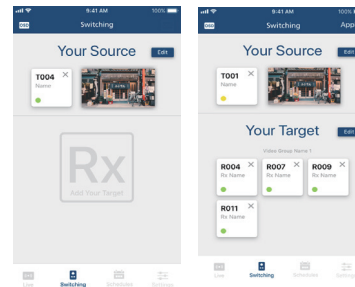 9:41 AM 100%
OSD Switching
Your Source Edit
T004
Name
Rx
Add Your Target
Live Switching Schedules Settings
9:41 AM 100%
OSD Switching App
Your Source Edit
T001
Name
Your Target Edit
Video Group Name 1
R004 R007 R009
Rx Name Rx Name Rx Name
R011
Rx Name
Live Switching Schedules Settings